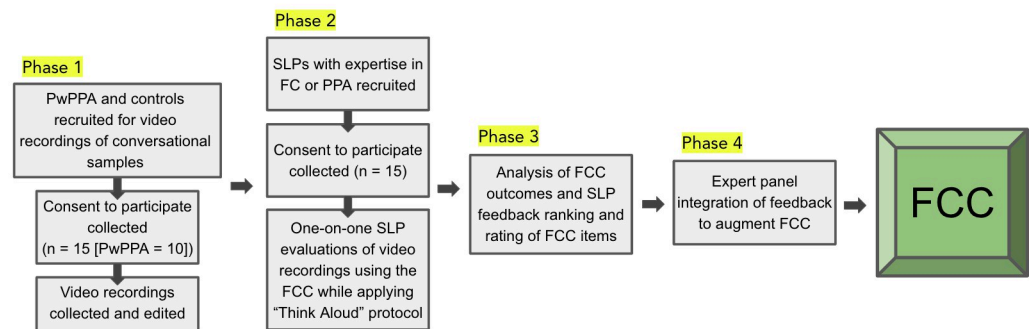 Phase 1
PwPPA and controls
recruited for video
recordings of conversational
samples
Consent to participate
collected
(n = 15 [PwPPA = 10])
Video recordings
collected and edited
Phase 2
SLPs with expertise in
FC or PPA recruited
Consent to participate
collected (n = 15)
One-on-one SLP
evaluations of video
recordings using the
FCC while applying
“Think Aloud” protocol
Phase 3
Analysis of FCC
outcomes and SLP
feedback ranking and
rating of FCC items
Phase 4
Expert panel
integration of feedback
to augment FCC
FCC